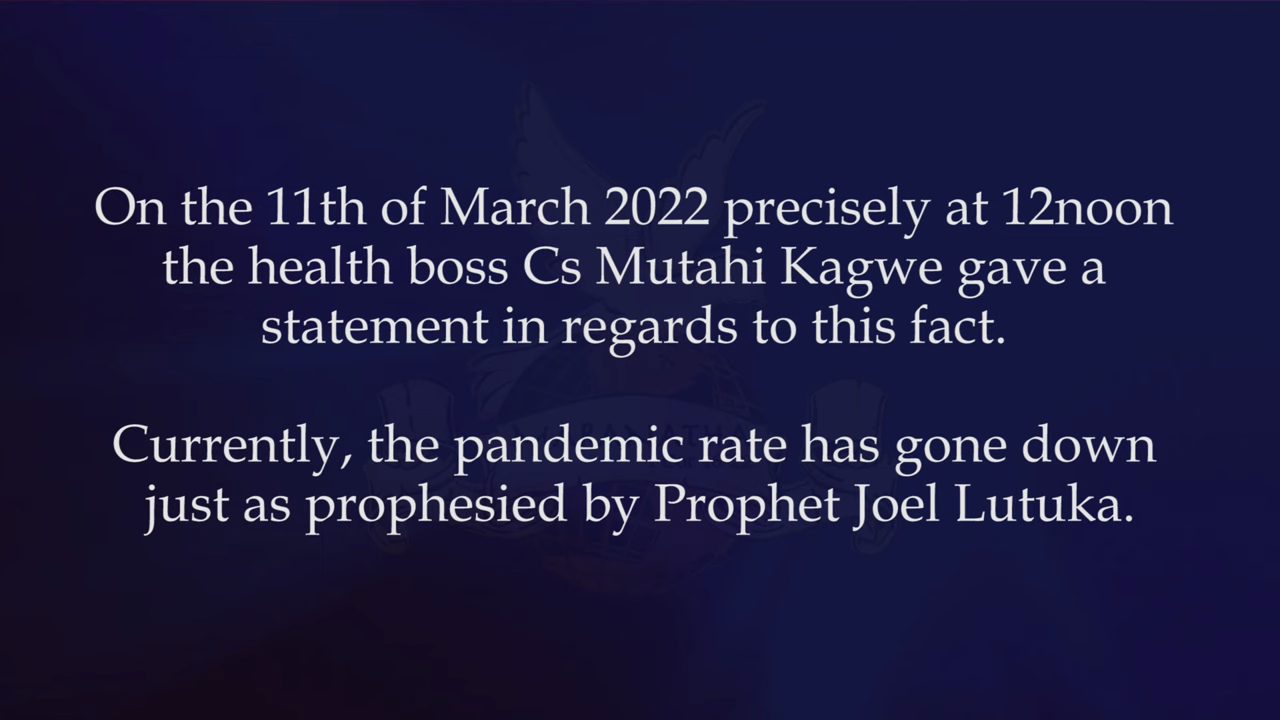 On the 11th of March 2022 precisely at 12noon
the health boss Cs Mutahi Kagwe gave a
statement in regards to this fact.
Currently, the pandemic rate has gone down
just as prophesied by Prophet Joel Lutuka.